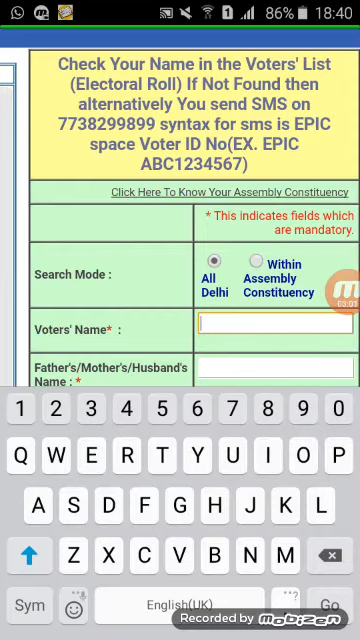 86% 18:40
Check Your Name in the Voters' List
(Electoral Roll) If Not Found then
alternatively You send SMS on
7738299899 syntax for sms is EPIC
space Voter ID No(EX. EPIC
ABC1234567)
Click Here To Know Your Assembly Constituency
* This indicates fields which
are mandatory.
Search Mode :
All Delhi
Within Assembly Constituency
03:01
Voters' Name* :
Father's/Mother's/Husband's
Name : *
1 2 3 4 5 6 7 8 9 0
Q W E R T Y U I O P
A S D F G H J K L
Z X C V B N M
Sym English(UK) Go
Recorded by mobizen